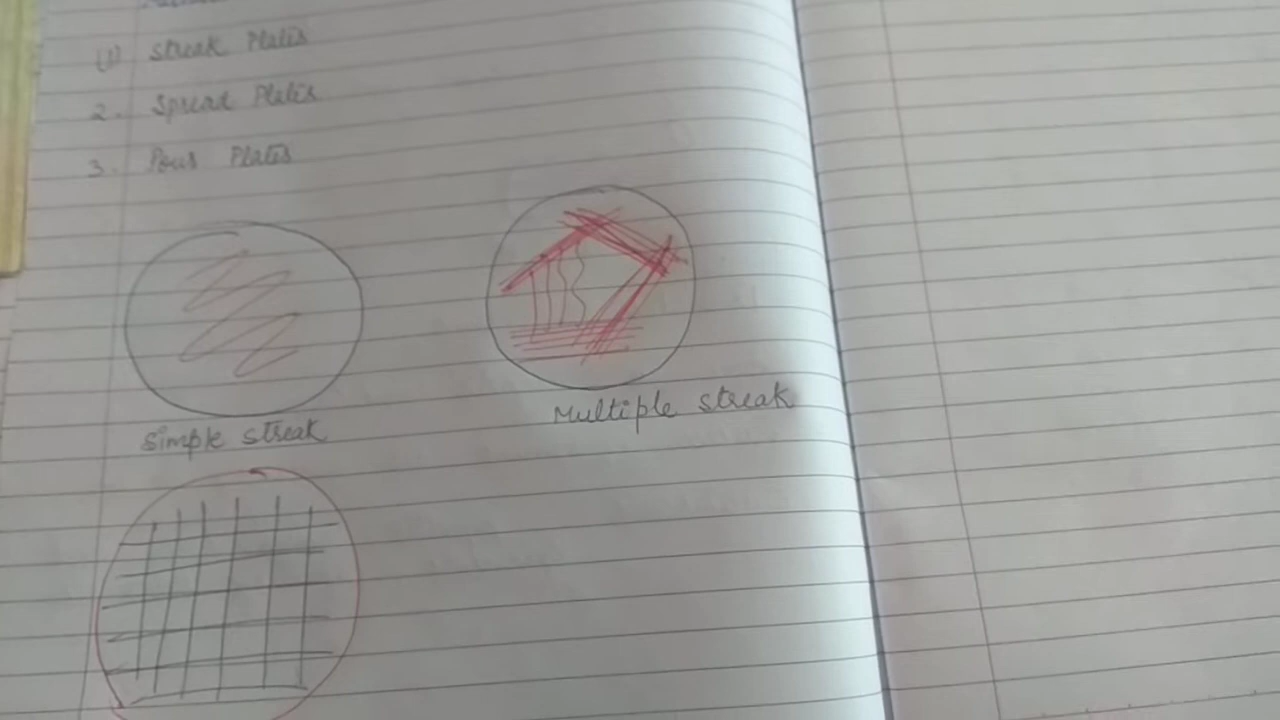 (1) Streak Plates
2. Spread Plates
3. Pour Plates
Simple streak
Multiple streak